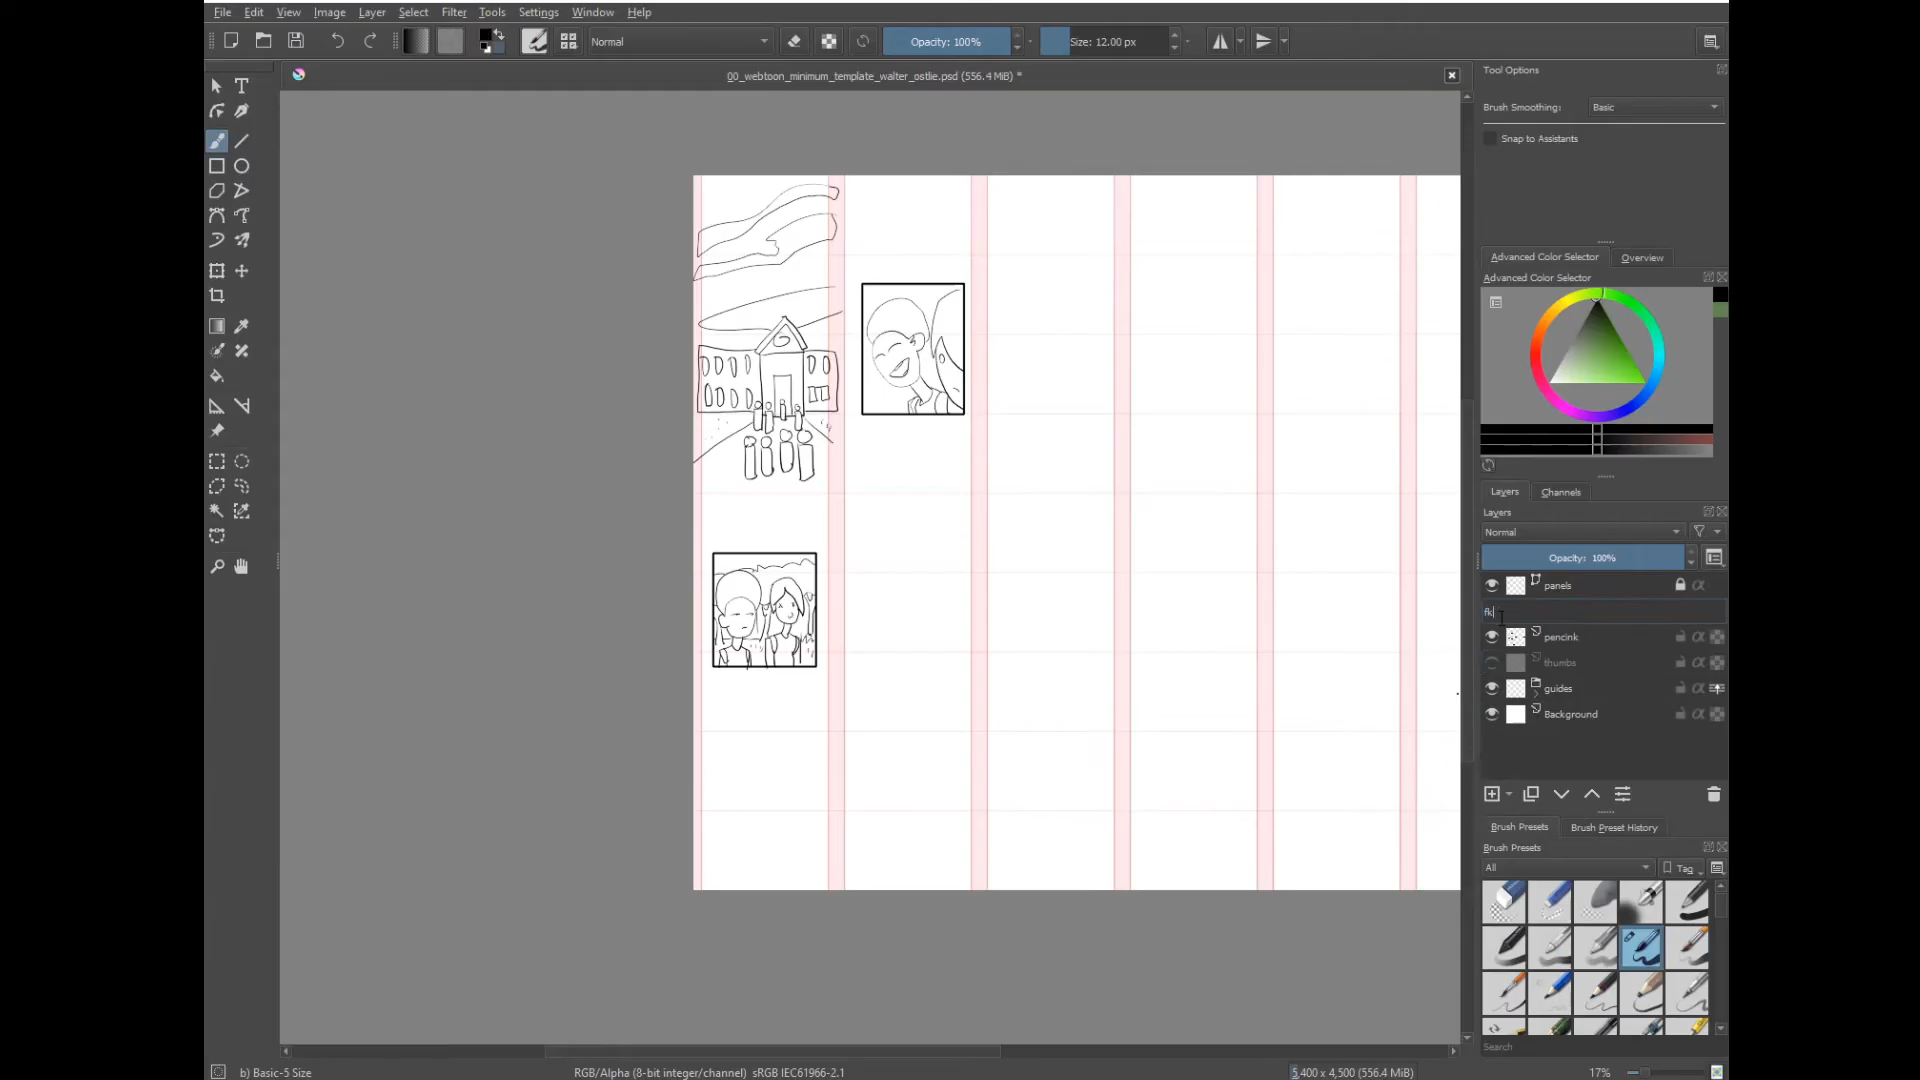 File Edit View Image Layer Select Filter Tools Settings Window Help
Normal Opacity: 100% Size: 12.00 px
00_webtoon_minimum_template_walter_ostlie.psd (556.4 MiB) *
Tool Options
Brush Smoothing: Basic
Snap to Assistants
Advanced Color Selector Overview
Advanced Color Selector
Layers Channels
Layers
Normal
Opacity: 100%
panels
fk
pencink
thumbs
guides
Background
Brush Presets Brush Preset History
Brush Presets
All Tag
Search
b) Basic-5 Size RGB/Alpha (8-bit integer/channel) sRGB IEC61966-2.1 5,400 x 4,500 (556.4 MiB) 17%